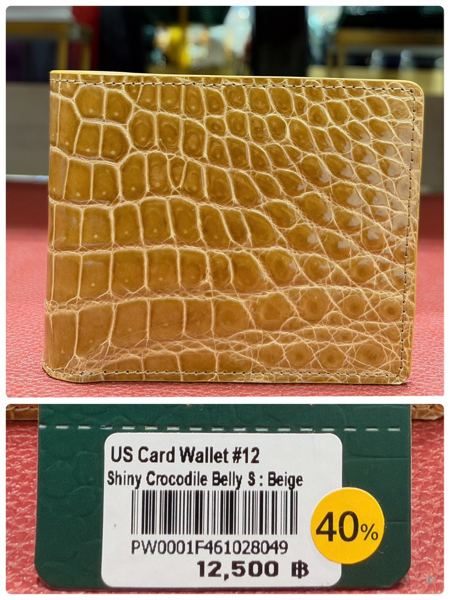 US Card Wallet #12
Shiny Crocodile Belly S : Beige
PW0001F461028049
40%
12,500 ฿